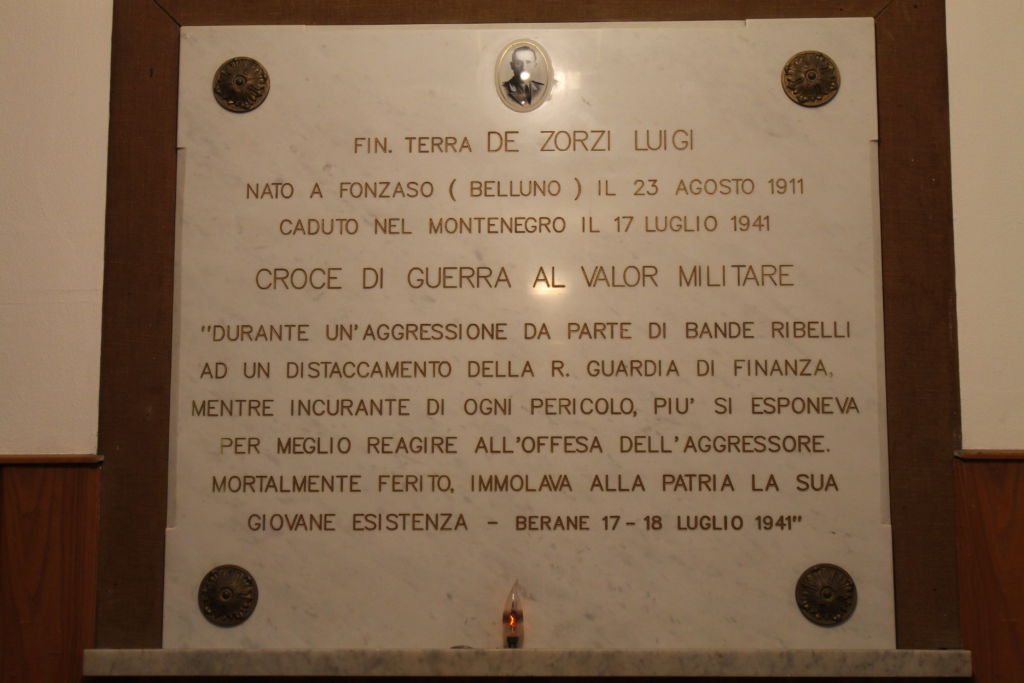 FIN. TERRA DE ZORZI LUIGI
NATO A FONZASO ( BELLUNO ) IL 23 AGOSTO 1911
CADUTO NEL MONTENEGRO IL 17 LUGLIO 1941
CROCE DI GUERRA AL VALOR MILITARE
"DURANTE UN'AGGRESSIONE DA PARTE DI BANDE RIBELLI
AD UN DISTACCAMENTO DELLA R. GUARDIA DI FINANZA,
MENTRE INCURANTE DI OGNI PERICOLO, PIU' SI ESPONEVA
PER MEGLIO REAGIRE ALL'OFFESA DELL'AGGRESSORE.
MORTALMENTE FERITO, IMMOLAVA ALLA PATRIA LA SUA
GIOVANE ESISTENZA - BERANE 17 - 18 LUGLIO 1941"